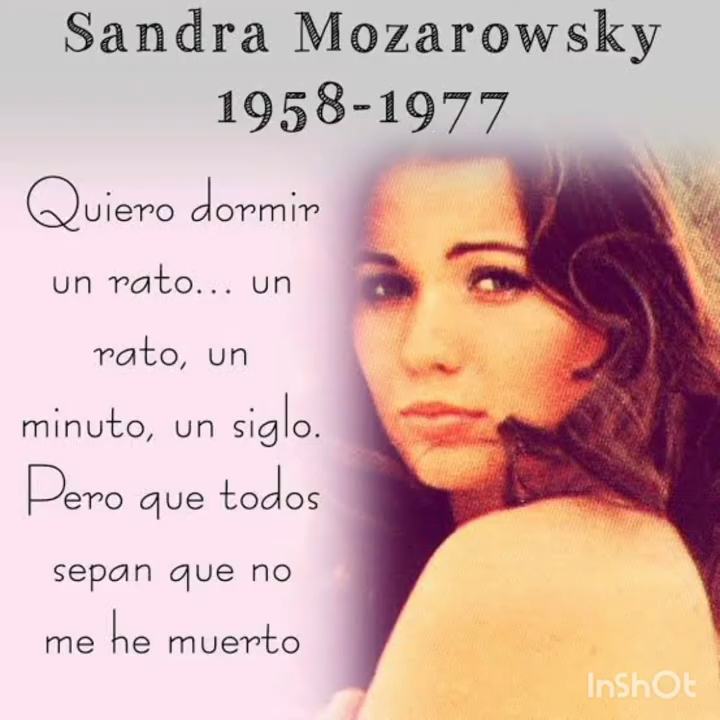 Sandra Mozarowsky
1958-1977
Quiero dormir
un rato... un
rato, un
minuto, un siglo.
Pero que todos
sepan que no
me he muerto
InShOt